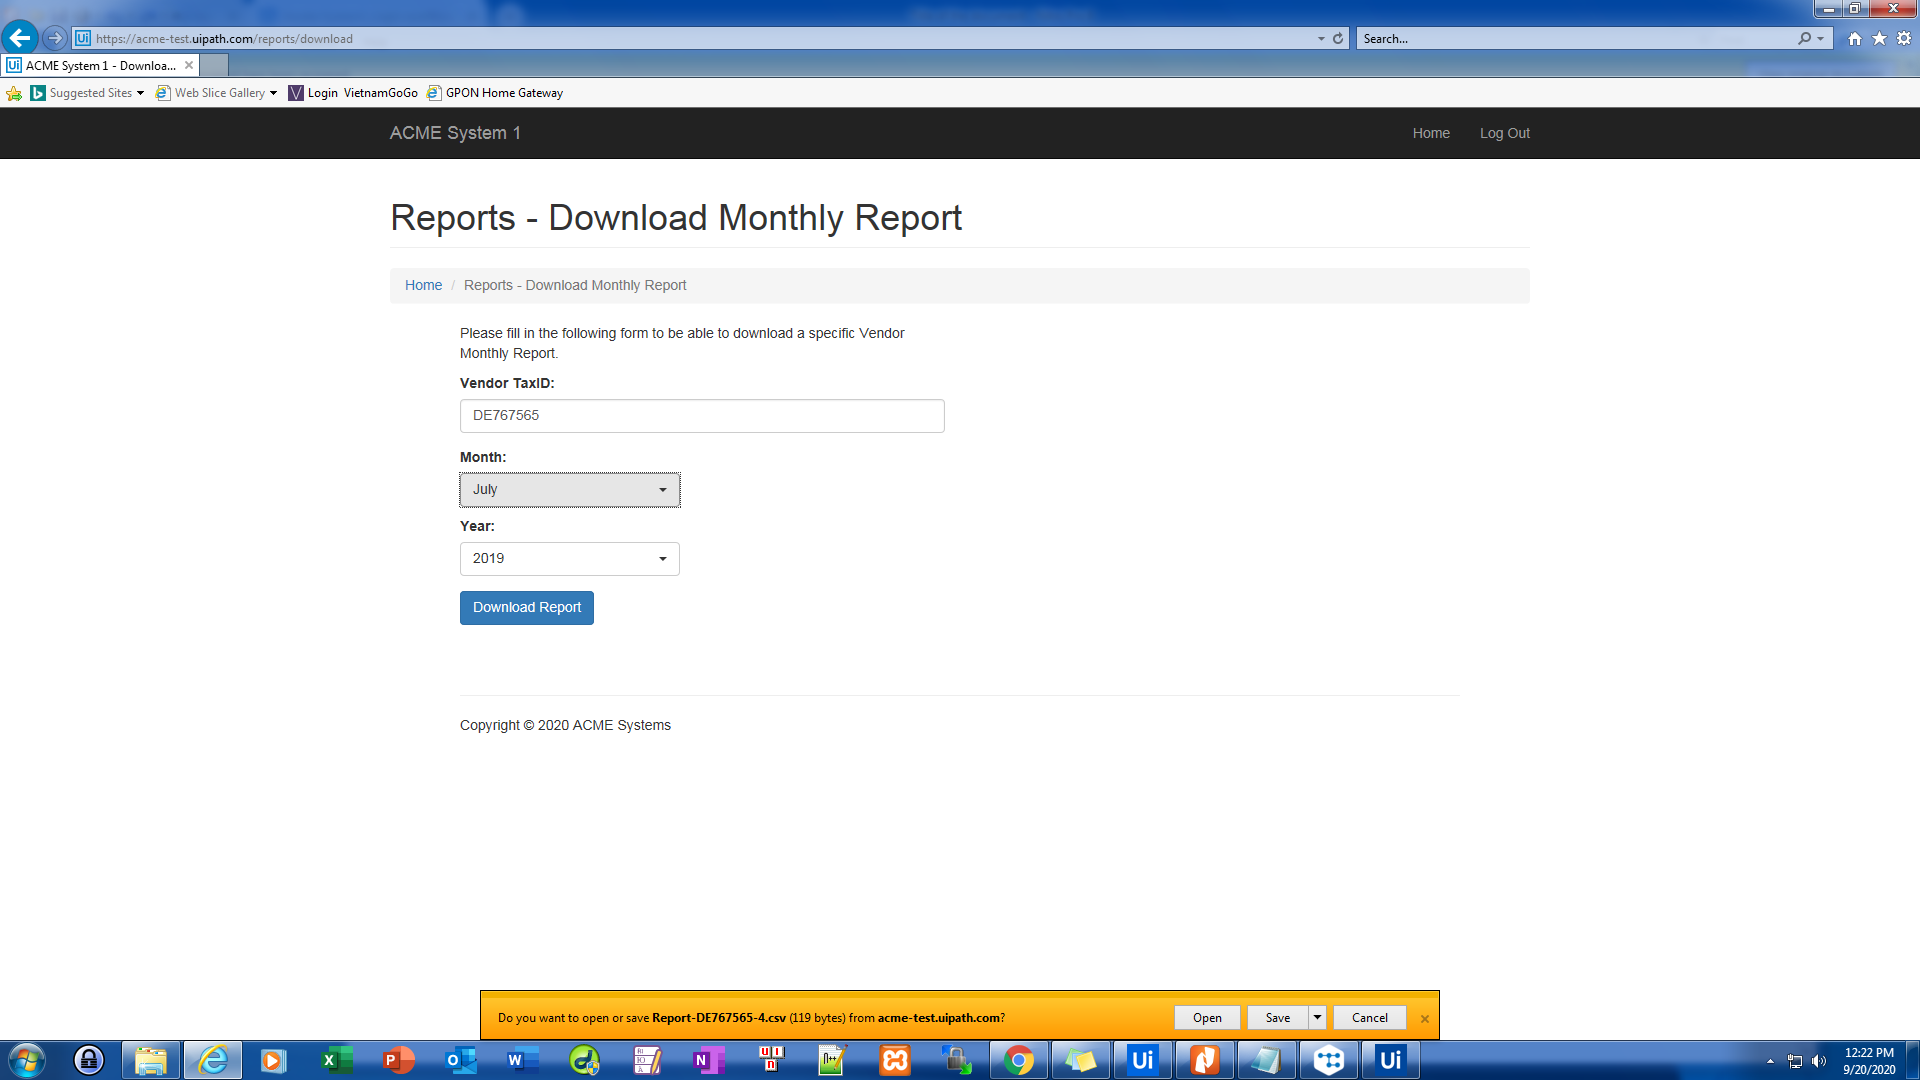 https://acme-test.uipath.com/reports/download
Search...
ACME System 1 - Downloa...
Suggested Sites
Web Slice Gallery
Login VietnamGoGo
GPON Home Gateway
ACME System 1
Home
Log Out
Reports - Download Monthly Report
Home / Reports - Download Monthly Report
Please fill in the following form to be able to download a specific Vendor
Monthly Report.
Vendor TaxID:
DE767565
Month:
July
Year:
2019
Download Report
Copyright © 2020 ACME Systems
Do you want to open or save Report-DE767565-4.csv (119 bytes) from acme-test.uipath.com?
Open
Save
Cancel
12:22 PM
9/20/2020